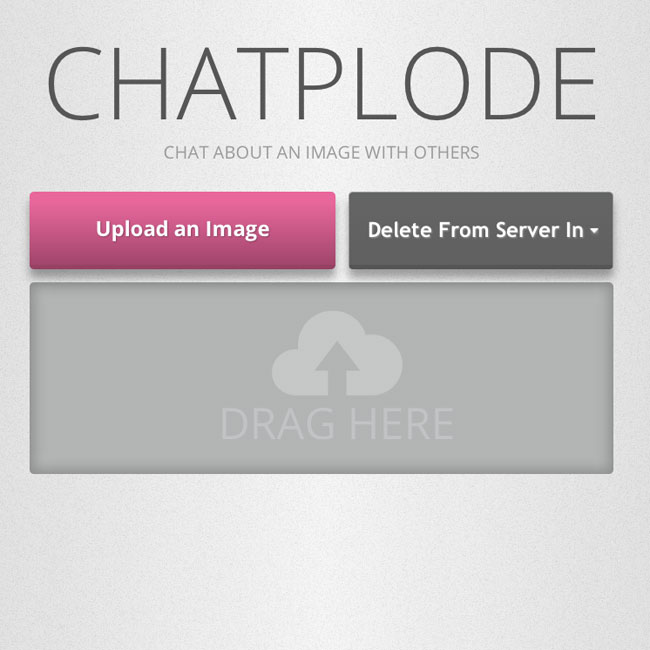 CHATPLODE
CHAT ABOUT AN IMAGE WITH OTHERS
Upload an Image
Delete From Server In
DRAG HERE